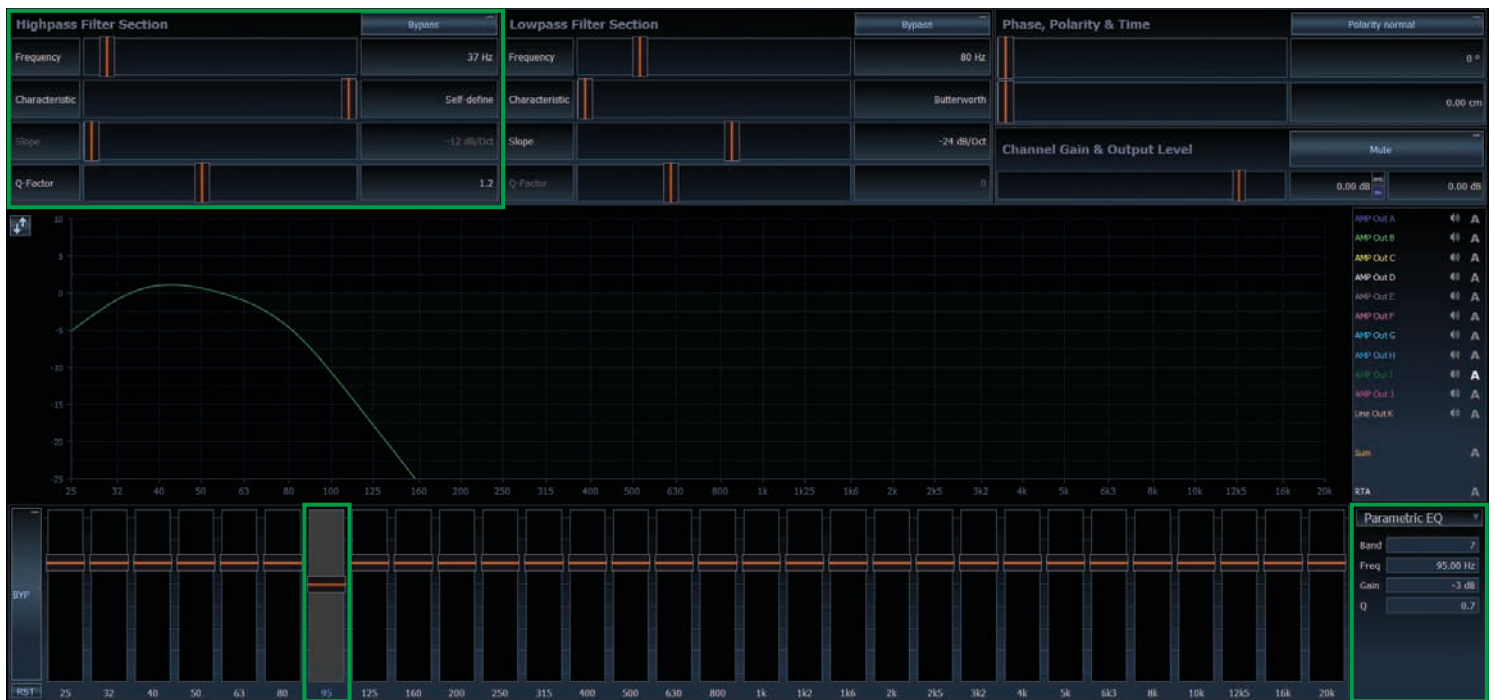 Highpass Filter Section Bypass
Frequency 37 Hz
Characteristic Self-define
Slope -12 dB/Oct
Q-Factor 1.2
Lowpass Filter Section Bypass
Frequency 80 Hz
Characteristic Butterworth
Slope -24 dB/Oct
Q-Factor 0
Phase, Polarity & Time Polarity normal
0 °
0.00 cm
Channel Gain & Output Level Mute
0.00 dB 0.00 dB
10
5
0
-5
-10
-15
-20
-25
25 32 40 50 63 80 100 125 160 200 250 315 400 500 630 800 1k 1k25 1k6 2k 2k5 3k2 4k 5k 6k3 8k 10k 12k5 16k 20k
AMP Out A A
AMP Out B A
AMP Out C A
AMP Out D A
AMP Out E A
AMP Out F A
AMP Out G A
AMP Out H A
AMP Out I A
AMP Out J A
Line Out K A
Sum A
RTA A
BYP
RST 25 32 40 50 63 80 95 125 160 200 250 315 400 500 630 800 1k 1k2 1k6 2k 2k5 3k2 4k 5k 6k3 8k 10k 12k5 16k 20k
Parametric EQ
Band 7
Freq 95.00 Hz
Gain -3 dB
Q 0.7